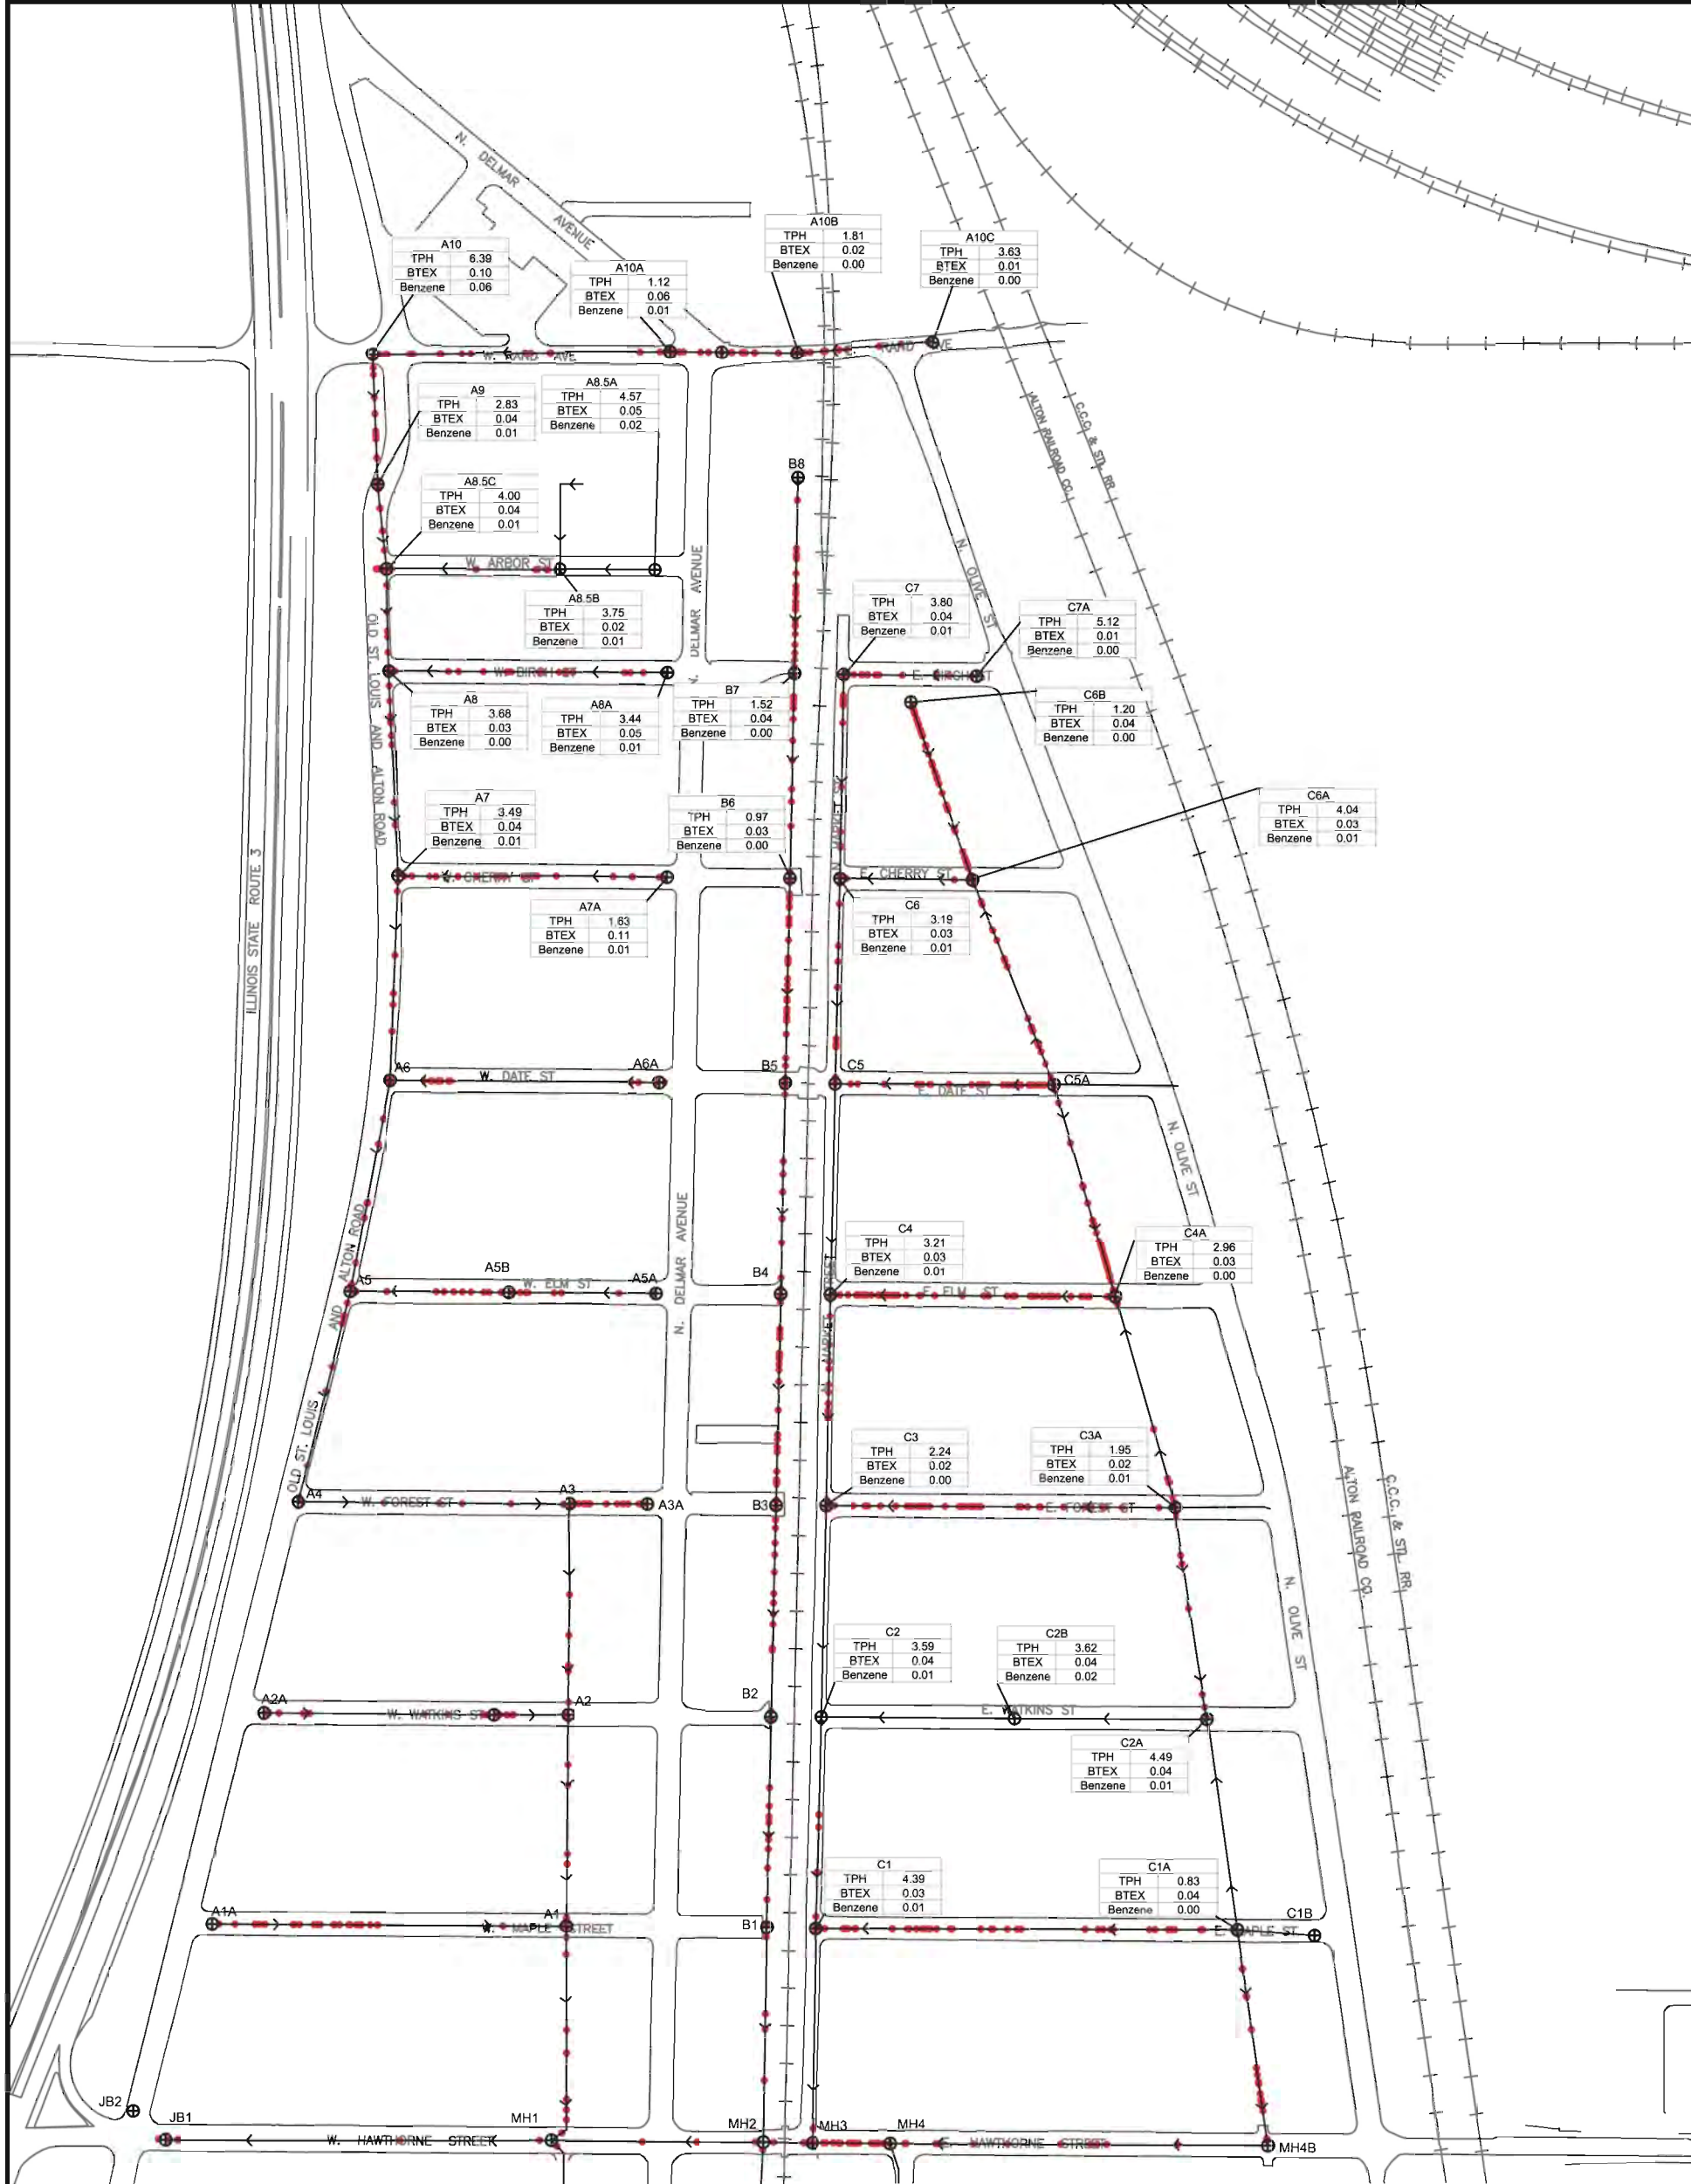 N. DELMAR
AVENUE
A10
TPH 6.39
BTEX 0.10
Benzene 0.06
A10A
TPH 1.12
BTEX 0.06
Benzene 0.01
A10B
TPH 1.81
BTEX 0.02
Benzene 0.00
A10C
TPH 3.63
BTEX 0.01
Benzene 0.00
W. RAND AVE
E. RAND AVE
A9
TPH 2.83
BTEX 0.04
Benzene 0.01
A8.5A
TPH 4.57
BTEX 0.05
Benzene 0.02
ALTON RAILROAD CO.
C.C.C. & STL RR
B8
A8.5C
TPH 4.00
BTEX 0.04
Benzene 0.01
W. ARBOR ST
A8.5B
TPH 3.75
BTEX 0.02
Benzene 0.01
N. DELMAR AVENUE
N. OLIVE ST
C7
TPH 3.80
BTEX 0.04
Benzene 0.01
C7A
TPH 5.12
BTEX 0.01
Benzene 0.00
OLD ST. LOUIS AND ALTON ROAD
W. BIRCH ST
E. BIRCH ST
A8
TPH 3.68
BTEX 0.03
Benzene 0.00
A8A
TPH 3.44
BTEX 0.05
Benzene 0.01
B7
TPH 1.52
BTEX 0.04
Benzene 0.00
C6B
TPH 1.20
BTEX 0.04
Benzene 0.00
A7
TPH 3.49
BTEX 0.04
Benzene 0.01
B6
TPH 0.97
BTEX 0.03
Benzene 0.00
C6A
TPH 4.04
BTEX 0.03
Benzene 0.01
ILLINOIS STATE ROUTE 3
W. CHERRY ST
E. CHERRY ST
A7A
TPH 1.63
BTEX 0.11
Benzene 0.01
C6
TPH 3.19
BTEX 0.03
Benzene 0.01
A6
W. DATE ST
A6A
B5
C5
E. DATE ST
C5A
N. OLIVE ST
N. DELMAR AVENUE
C4
TPH 3.21
BTEX 0.03
Benzene 0.01
C4A
TPH 2.96
BTEX 0.03
Benzene 0.00
A5
A5B
W. ELM ST
A5A
B4
E. ELM ST
OLD ST. LOUIS AND ALTON ROAD
N. MARKET STREET
C3
TPH 2.24
BTEX 0.02
Benzene 0.00
C3A
TPH 1.95
BTEX 0.02
Benzene 0.01
A4
W. FOREST ST
A3
A3A
B3
E. FOREST ST
ALTON RAILROAD CO.
C.C.C. & STL RR
N. OLIVE ST
C2
TPH 3.59
BTEX 0.04
Benzene 0.01
C2B
TPH 3.62
BTEX 0.04
Benzene 0.02
A2A
W. WATKINS ST
A2
B2
E. WATKINS ST
C2A
TPH 4.49
BTEX 0.04
Benzene 0.01
C1
TPH 4.39
BTEX 0.03
Benzene 0.01
C1A
TPH 0.83
BTEX 0.04
Benzene 0.00
A1A
W. MAPLE STREET
A1
B1
E. MAPLE ST
C1B
JB2
JB1
W. HAWTHORNE STREET
MH1
MH2
MH3
MH4
E. HAWTHORNE STREET
MH4B